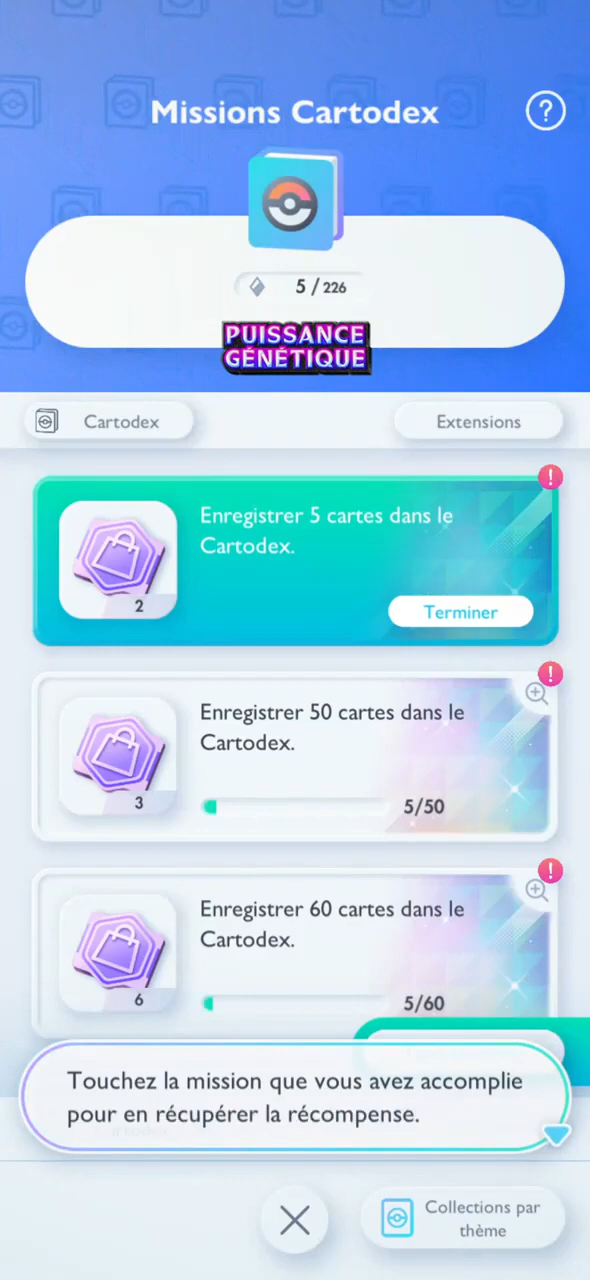 Missions Cartodex
?
5 / 226
PUISSANCE
GÉNÉTIQUE
Cartodex
Extensions
!
Enregistrer 5 cartes dans le
Cartodex.
2
Terminer
!
Enregistrer 50 cartes dans le
Cartodex.
3
5/50
!
Enregistrer 60 cartes dans le
Cartodex.
6
5/60
Touchez la mission que vous avez accomplie
pour en récupérer la récompense.
Collections par
thème